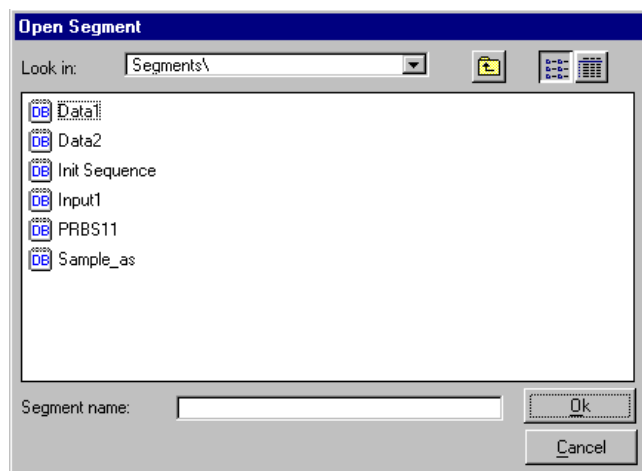 Open Segment
Look in: Segments\
DB Data1
DB Data2
DB Init Sequence
DB Input1
DB PRBS11
DB Sample_as
Segment name: Ok
Cancel